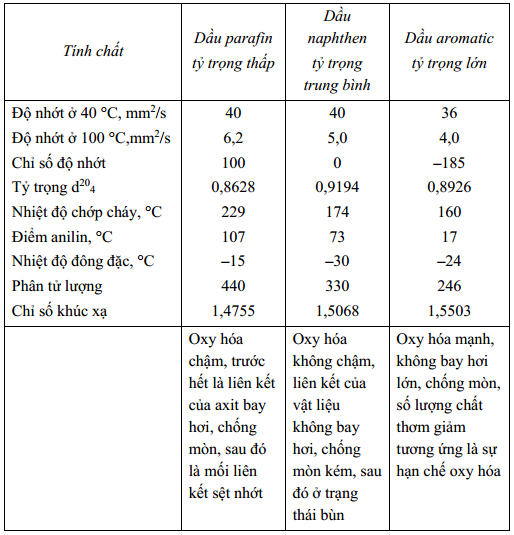 Tính chất
Dầu parafin
tỷ trọng thấp
Dầu
naphthen
tỷ trọng
trung bình
Dầu aromatic
tỷ trọng lớn
Độ nhớt ở 40 °C, mm²/s 40 40 36
Độ nhớt ở 100 °C,mm²/s 6,2 5,0 4,0
Chỉ số độ nhớt 100 0 –185
Tỷ trọng d²⁰₄ 0,8628 0,9194 0,8926
Nhiệt độ chớp cháy, °C 229 174 160
Điểm anilin, °C 107 73 17
Nhiệt độ đông đặc, °C –15 –30 –24
Phân tử lượng 440 330 246
Chỉ số khúc xạ 1,4755 1,5068 1,5503
Oxy hóa
chậm, trước
hết là liên kết
của axit bay
hơi, chống
mòn, sau đó
là mối liên
kết sệt nhớt
Oxy hóa
không chậm,
liên kết của
vật liệu
không bay
hơi, chống
mòn kém, sau
đó ở trạng
thái bùn
Oxy hóa mạnh,
không bay hơi
lớn, chống mòn,
số lượng chất
thơm giảm
tương ứng là sự
hạn chế oxy hóa